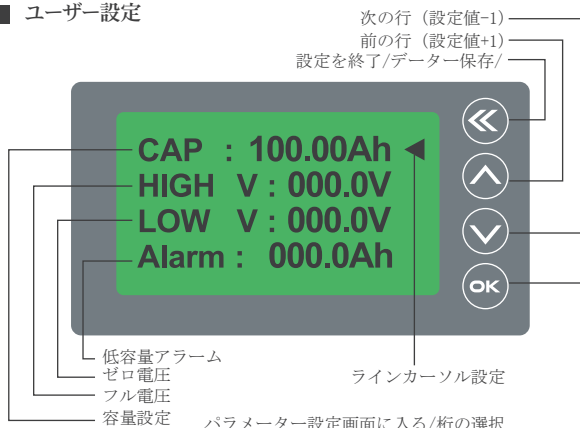 ユーザー設定
次の行（設定値-1）
前の行（設定値+1）
設定を終了/データー保存/
CAP : 100.00Ah
HIGH V : 000.0V
LOW V : 000.0V
Alarm : 000.0Ah
OK
低容量アラーム
ゼロ電圧
フル電圧
容量設定
ラインカーソル設定
パラメーター設定画面に入る/桁の選択